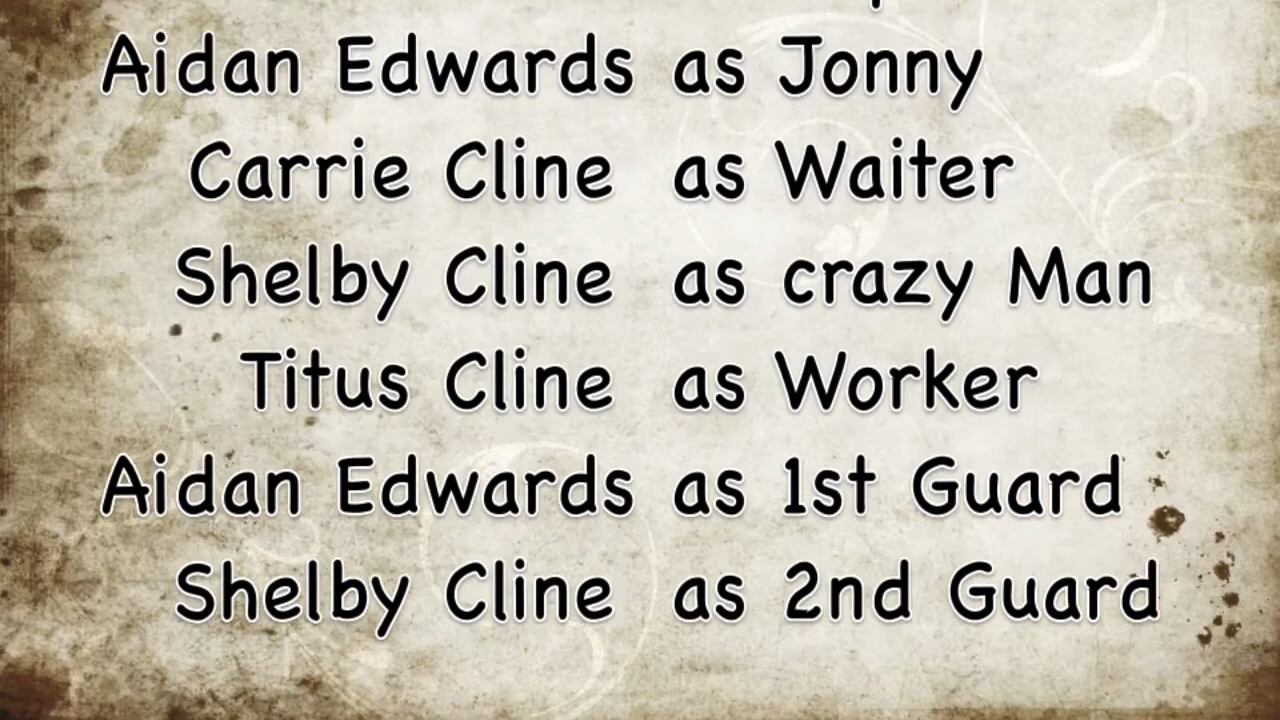 Aidan Edwards as Jonny
Carrie Cline as Waiter
Shelby Cline as crazy Man
Titus Cline as Worker
Aidan Edwards as 1st Guard
Shelby Cline as 2nd Guard